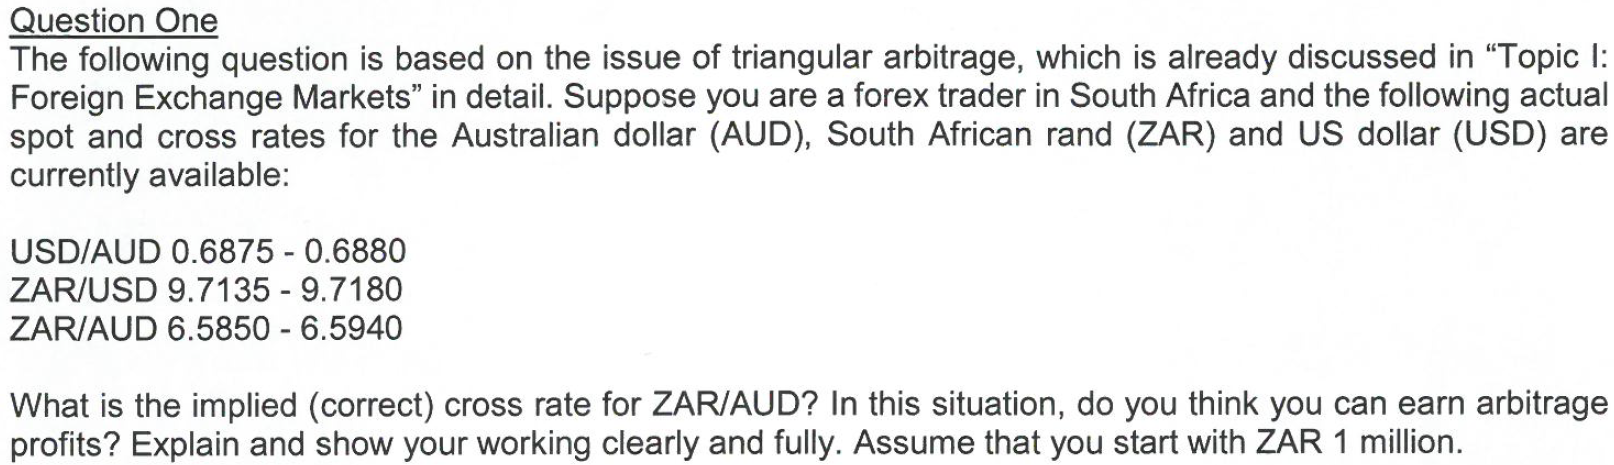 Question One
The following question is based on the issue of triangular arbitrage, which is already discussed in “Topic I:
Foreign Exchange Markets” in detail. Suppose you are a forex trader in South Africa and the following actual
spot and cross rates for the Australian dollar (AUD), South African rand (ZAR) and US dollar (USD) are
currently available:
USD/AUD 0.6875 - 0.6880
ZAR/USD 9.7135 - 9.7180
ZAR/AUD 6.5850 - 6.5940
What is the implied (correct) cross rate for ZAR/AUD? In this situation, do you think you can earn arbitrage
profits? Explain and show your working clearly and fully. Assume that you start with ZAR 1 million.